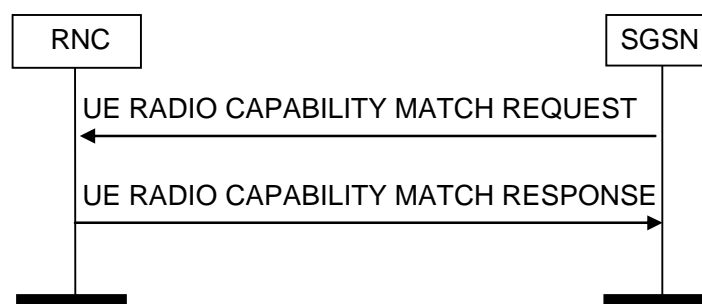 RNC
SGSN
UE RADIO CAPABILITY MATCH REQUEST
UE RADIO CAPABILITY MATCH RESPONSE